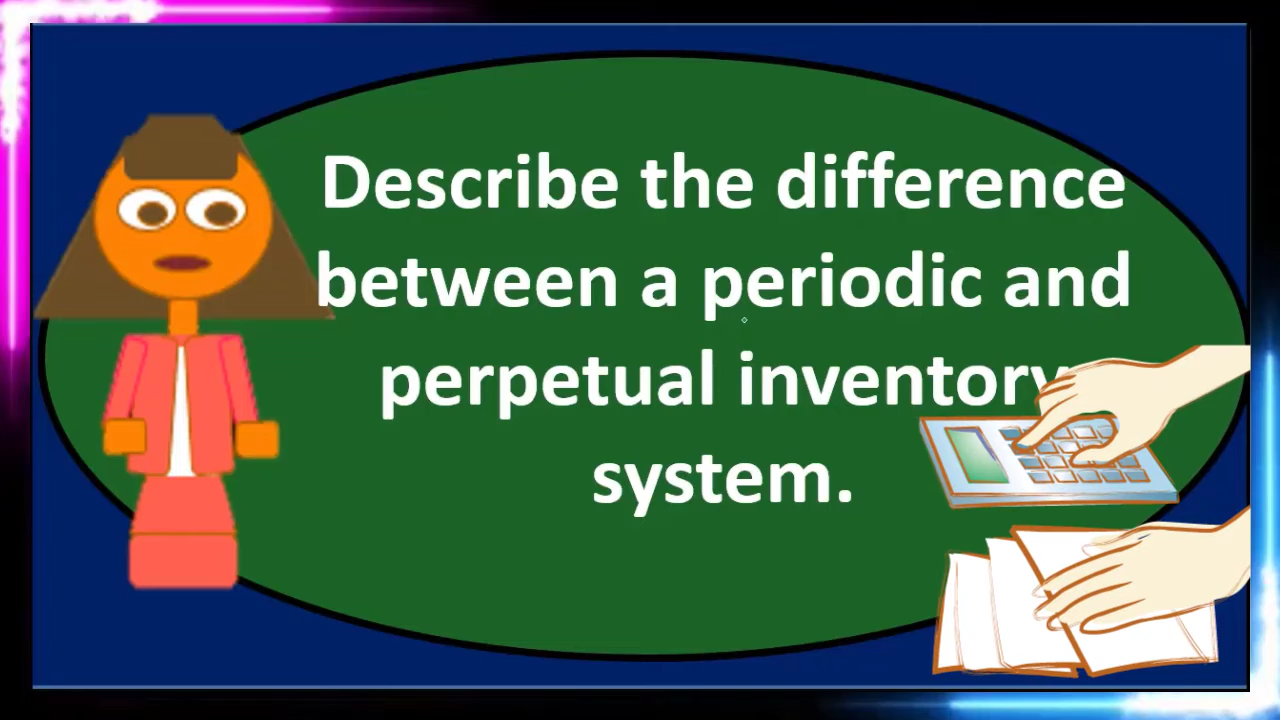 Describe the difference
between a periodic and
perpetual inventory
system.